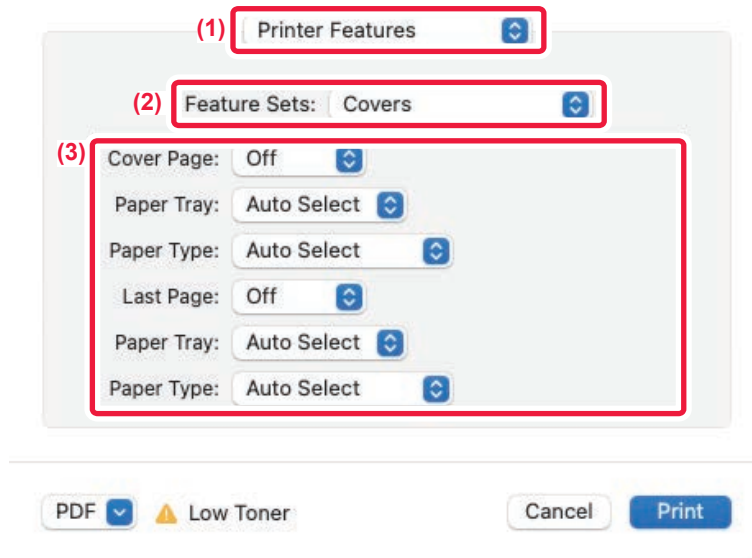 (1) Printer Features
(2) Feature Sets: Covers
(3) Cover Page: Off
Paper Tray: Auto Select
Paper Type: Auto Select
Last Page: Off
Paper Tray: Auto Select
Paper Type: Auto Select
PDF Low Toner Cancel Print